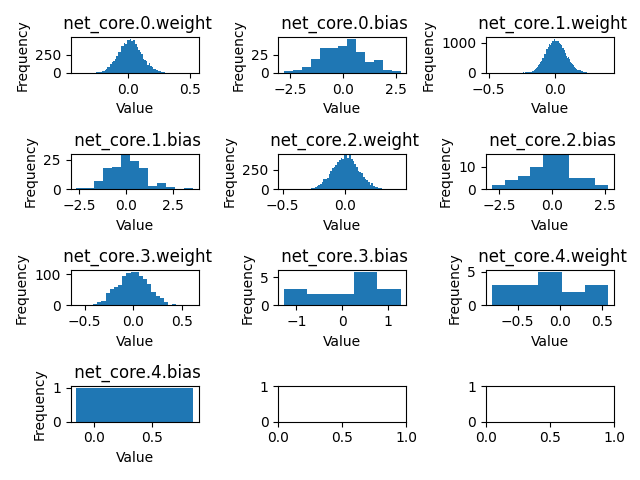 net_core.0.weight
Frequency
250
0
0.0
0.5
Value
net_core.0.bias
Frequency
25
0
−2.5
0.0
2.5
Value
net_core.1.weight
Frequency
1000
0
−0.5
0.0
Value
net_core.1.bias
Frequency
25
0
−2.5
0.0
2.5
Value
net_core.2.weight
Frequency
250
0
−0.5
0.0
Value
net_core.2.bias
Frequency
10
0
−2.5
0.0
2.5
Value
net_core.3.weight
Frequency
100
0
−0.5
0.0
0.5
Value
net_core.3.bias
Frequency
5
0
−1
0
1
Value
net_core.4.weight
Frequency
5
0
−0.5
0.0
0.5
Value
net_core.4.bias
Frequency
1
0
0.0
0.5
Value
1
0
0.0
0.5
1.0
1
0
0.0
0.5
1.0